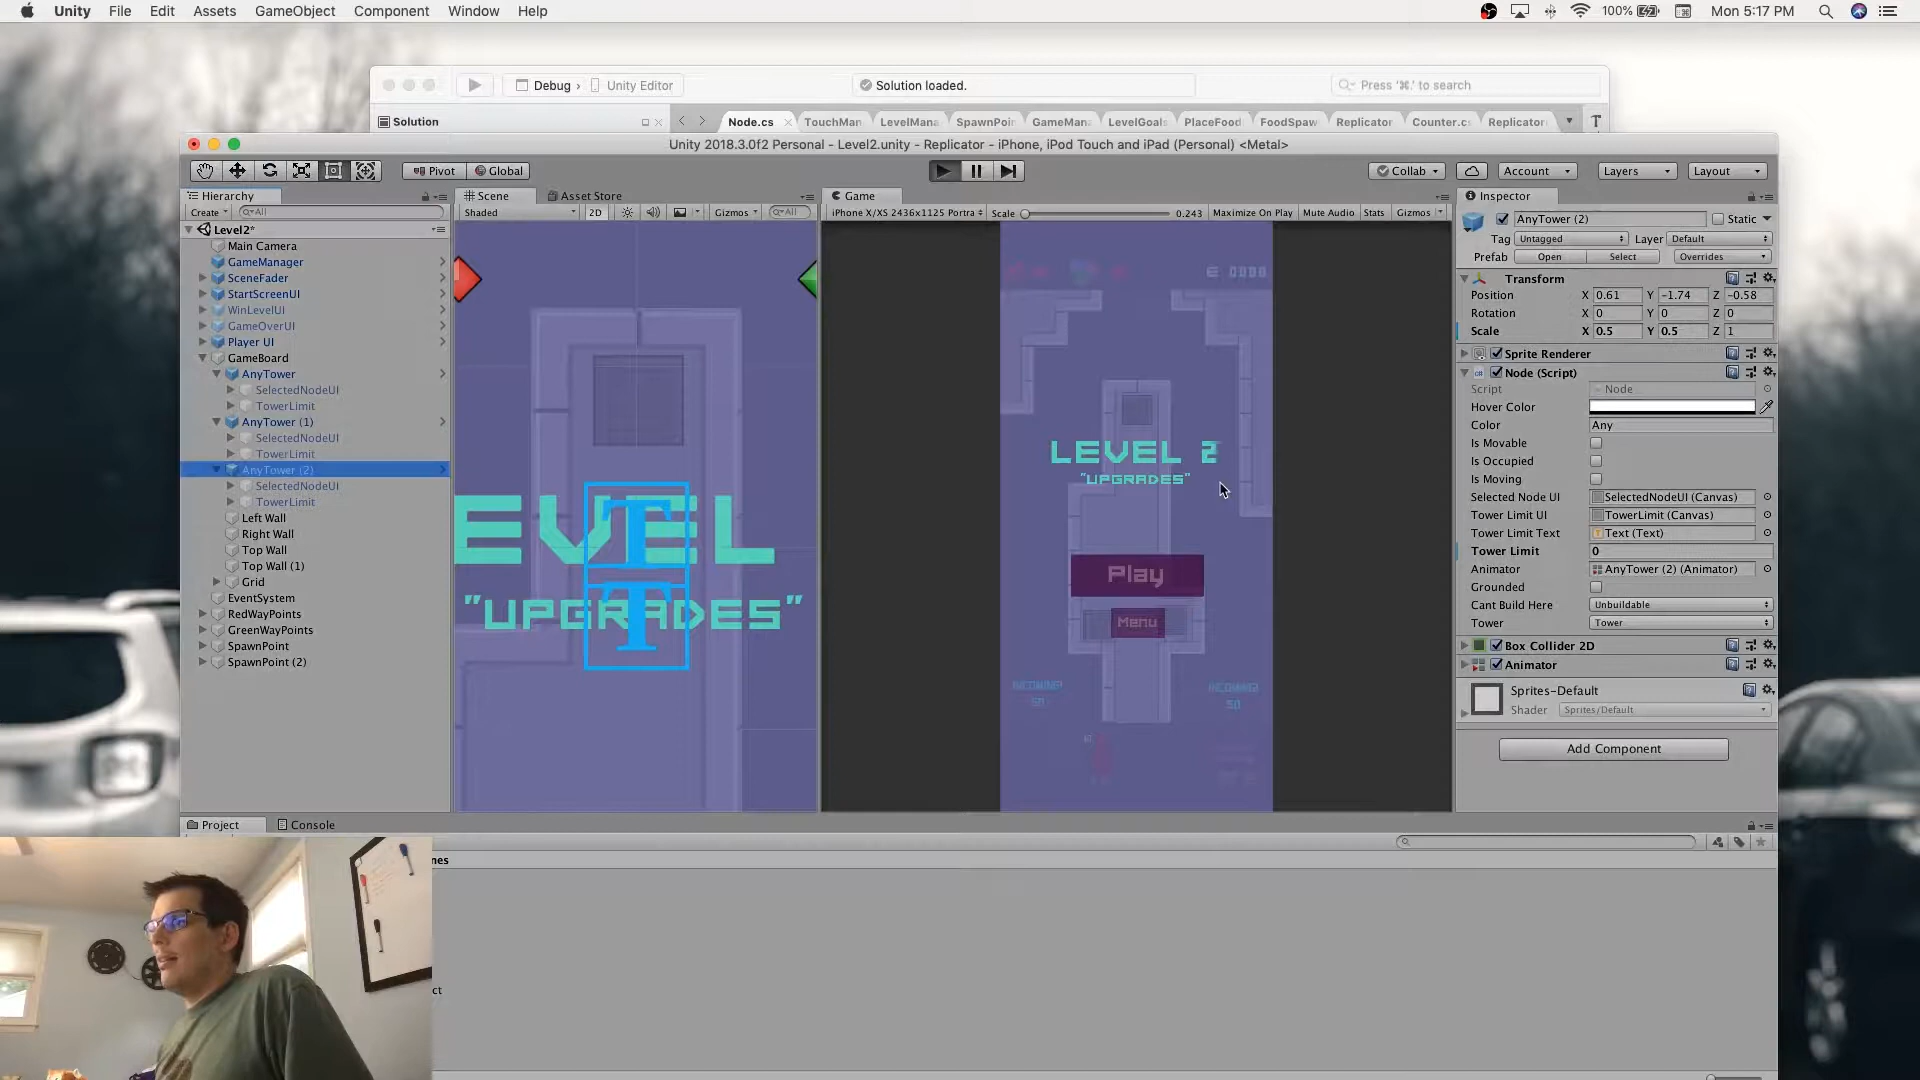 Unity File Edit Assets GameObject Component Window Help 100% Mon 5:17 PM
Debug › Unity Editor Solution loaded. Press '⌘.' to search
Solution Node.cs TouchMan LevelMana SpawnPoin GameMana LevelGoals PlaceFood FoodSpaw Replicator Counter.cs Replicator
Unity 2018.3.0f2 Personal - Level2.unity - Replicator - iPhone, iPod Touch and iPad (Personal) <Metal>
Pivot Global Collab Account Layers Layout
Hierarchy Scene Asset Store Game Inspector
Create All Shaded 2D Gizmos All iPhone X/XS 2436x1125 Portra Scale 0.243 Maximize On Play Mute Audio Stats Gizmos
Level2*
Main Camera
GameManager
SceneFader
StartScreenUI
WinLevelUI
GameOverUI
Player UI
GameBoard
AnyTower
SelectedNodeUI
TowerLimit
AnyTower (1)
SelectedNodeUI
TowerLimit
AnyTower (2)
SelectedNodeUI
TowerLimit
Left Wall
Right Wall
Top Wall
Top Wall (1)
Grid
EventSystem
RedWayPoints
GreenWayPoints
SpawnPoint
SpawnPoint (2)
EVEL
"UPGRADES"
T
T
LEVEL 2
"UPGRADES"
Play
Menu
INCOMING!
50
INCOMING!
50
AnyTower (2) Static
Tag Untagged Layer Default
Prefab Open Select Overrides
Transform
Position X 0.61 Y -1.74 Z -0.58
Rotation X 0 Y 0 Z 0
Scale X 0.5 Y 0.5 Z 1
Sprite Renderer
Node (Script)
Script Node
Hover Color
Color Any
Is Movable
Is Occupied
Is Moving
Selected Node UI SelectedNodeUI (Canvas)
Tower Limit UI TowerLimit (Canvas)
Tower Limit Text Text (Text)
Tower Limit 0
Animator AnyTower (2) (Animator)
Grounded
Cant Build Here Unbuildable
Tower Tower
Box Collider 2D
Animator
Sprites-Default
Shader Sprites/Default
Add Component
Project Console
nes
ct